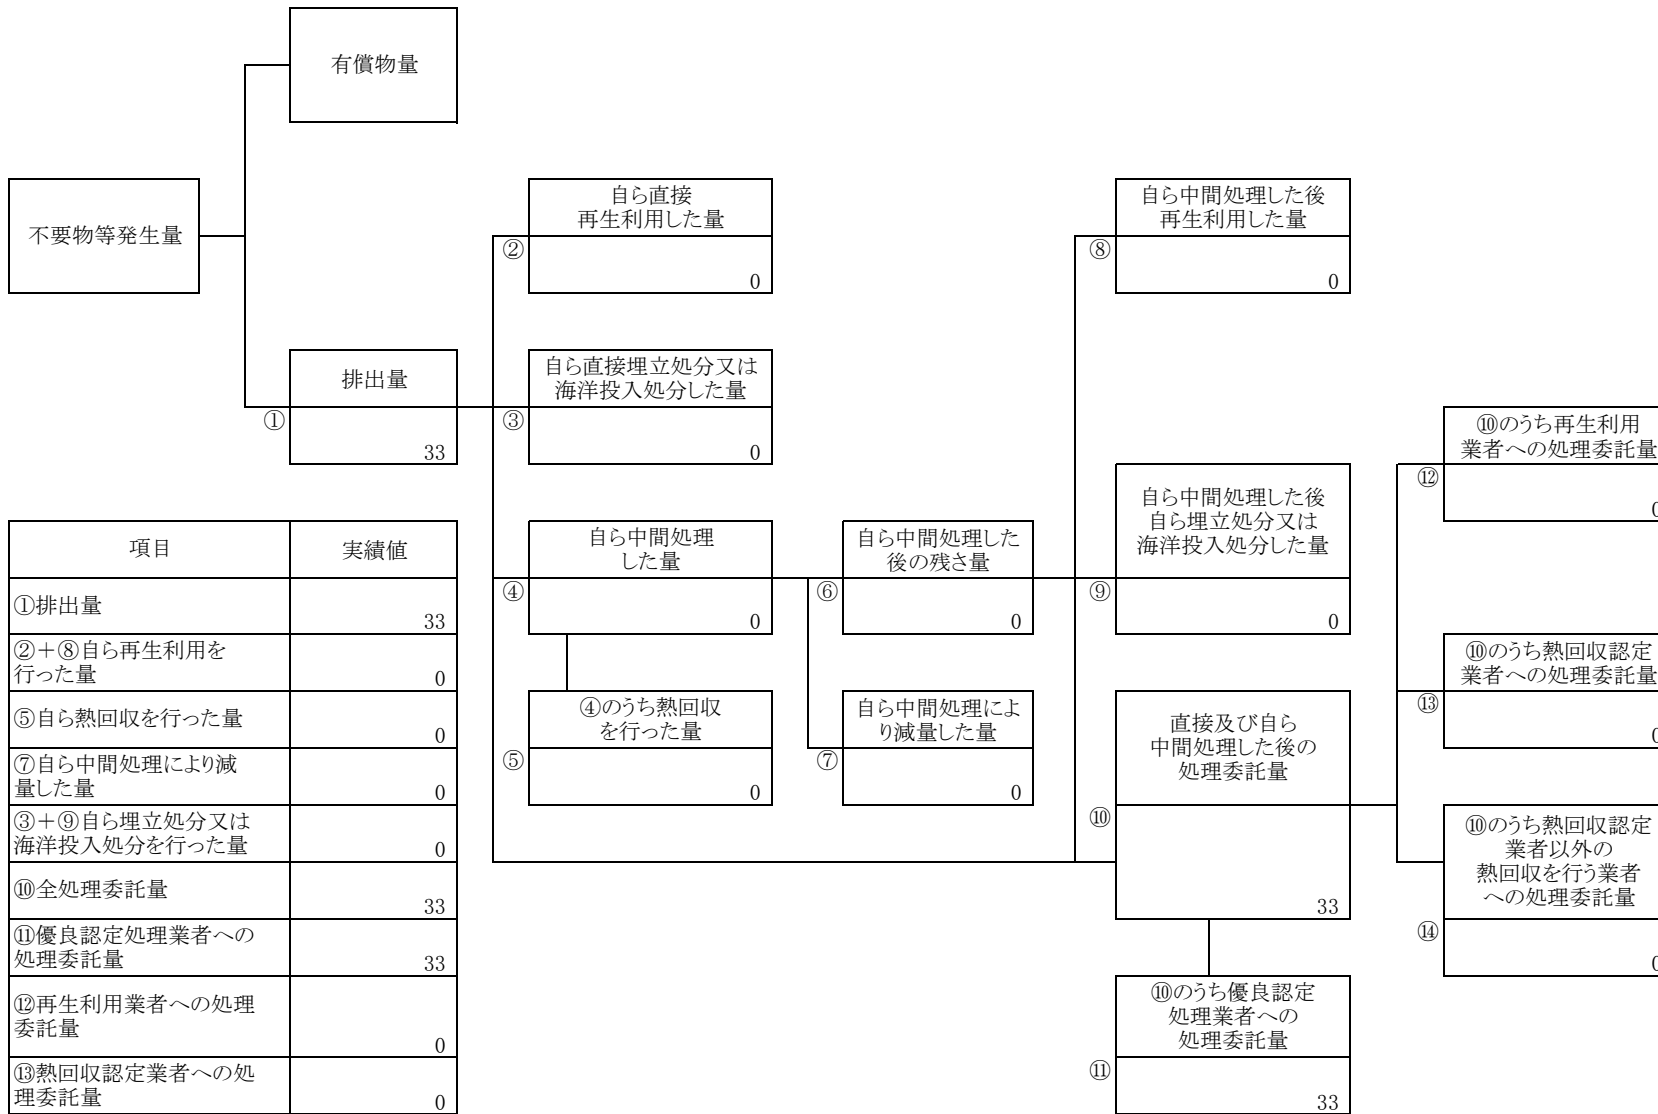 有償物量
不要物等発生量
自ら直接
再生利用した量
②
0
自ら中間処理した後
再生利用した量
⑧
0
排出量
①
33
自ら直接埋立処分又は
海洋投入処分した量
③
0
⑩のうち再生利用
業者への処理委託量
⑫
0
自ら中間処理した後
自ら埋立処分又は
海洋投入処分した量
⑨
0
自ら中間処理
した量
④
0
自ら中間処理した
後の残さ量
⑥
0
④のうち熱回収
を行った量
⑤
0
自ら中間処理によ
り減量した量
⑦
0
直接及び自ら
中間処理した後の
処理委託量
⑩
33
⑩のうち熱回収認定
業者への処理委託量
⑬
0
⑩のうち熱回収認定
業者以外の
熱回収を行う業者
への処理委託量
⑭
0
⑩のうち優良認定
処理業者への
処理委託量
⑪
33
項目 実績値
①排出量 33
②＋⑧自ら再生利用を
行った量 0
⑤自ら熱回収を行った量 0
⑦自ら中間処理により減
量した量 0
③＋⑨自ら埋立処分又は
海洋投入処分を行った量 0
⑩全処理委託量 33
⑪優良認定処理業者への
処理委託量 33
⑫再生利用業者への処理
委託量 0
⑬熱回収認定業者への処
理委託量 0